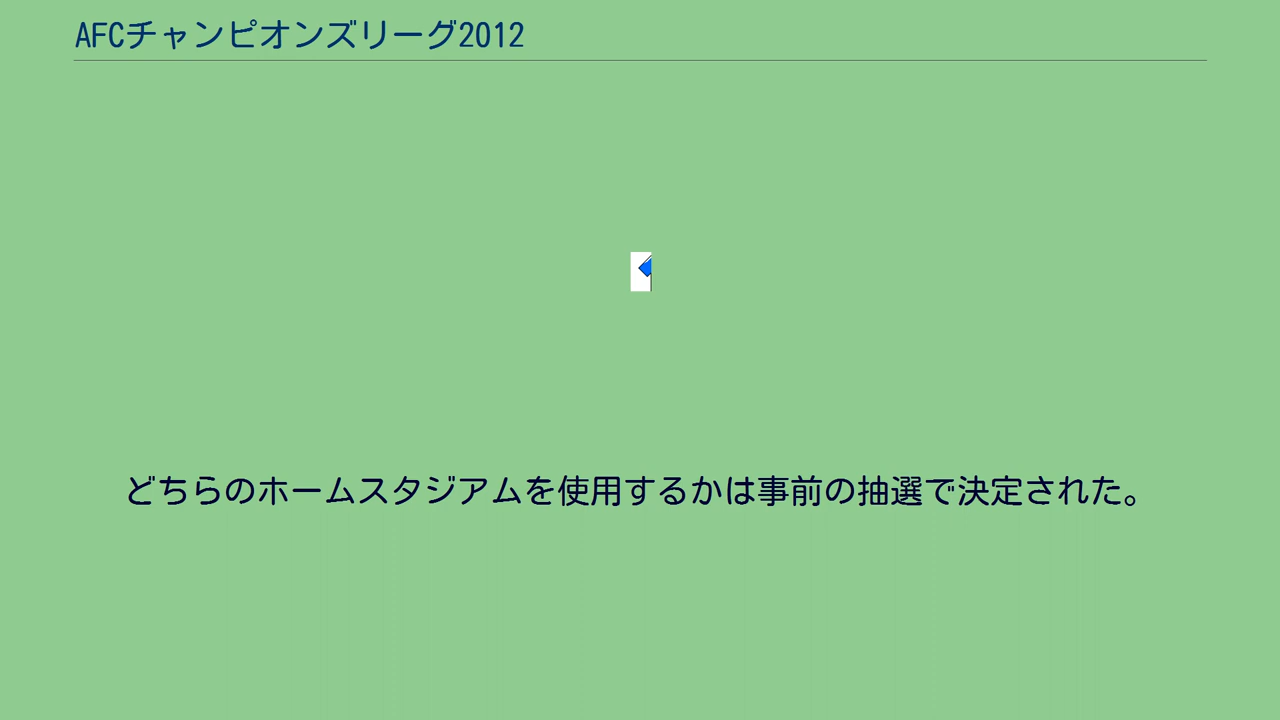 AFCチャンピオンズリーグ2012
どちらのホームスタジアムを使用するかは事前の抽選で決定された。